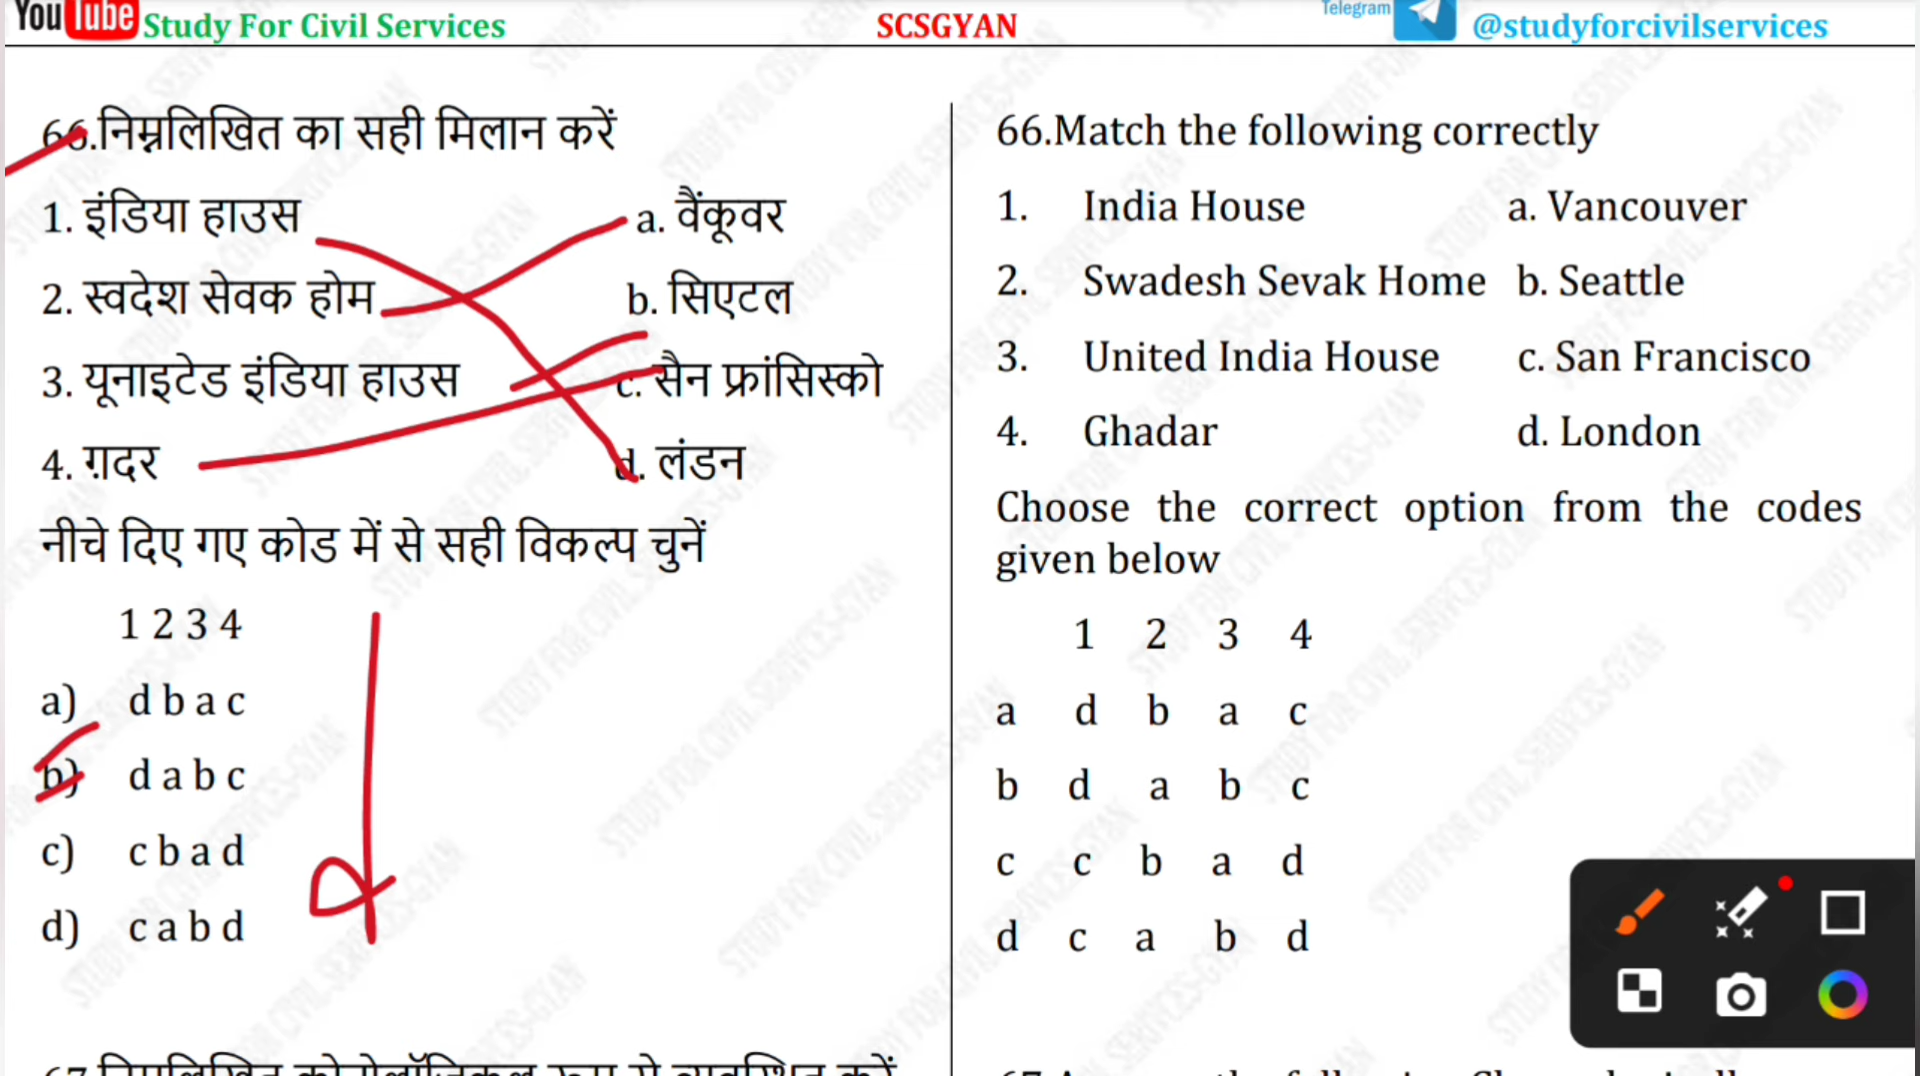 YouTube Study For Civil Services SCSGYAN Telegram @studyforcivilservices
66.निम्नलिखित का सही मिलान करें
1. इंडिया हाउस a. वैंकूवर
2. स्वदेश सेवक होम b. सिएटल
3. यूनाइटेड इंडिया हाउस c. सैन फ्रांसिस्को
4. ग़दर d. लंडन
नीचे दिए गए कोड में से सही विकल्प चुनें
1 2 3 4
a) d b a c
b) d a b c
c) c b a d
d) c a b d
66.Match the following correctly
1. India House a. Vancouver
2. Swadesh Sevak Home b. Seattle
3. United India House c. San Francisco
4. Ghadar d. London
Choose the correct option from the codes
given below
1 2 3 4
a d b a c
b d a b c
c c b a d
d c a b d